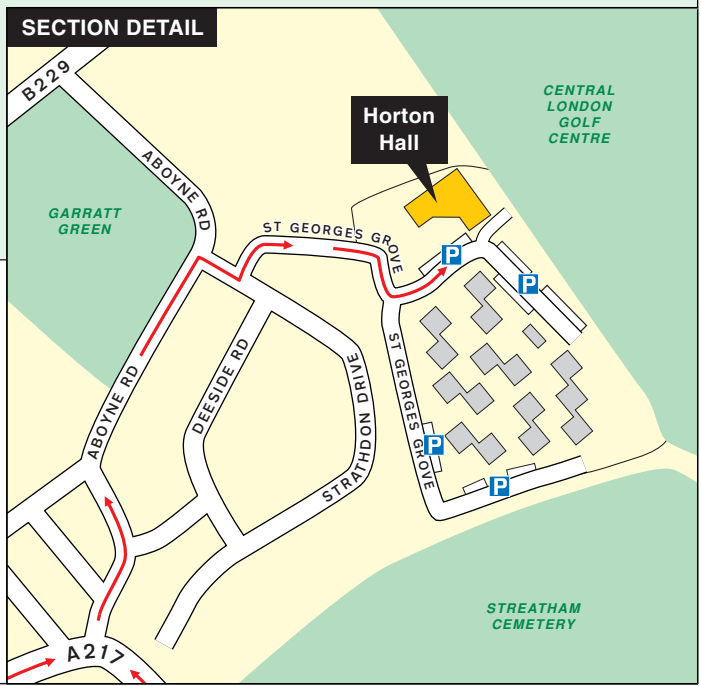 SECTION DETAIL
B229
ABOYNE RD
GARRATT
GREEN
CENTRAL
LONDON
GOLF
CENTRE
Horton
Hall
ST GEORGES GROVE
P
P
ABOYNE RD
DEESIDE RD
STRATHDON DRIVE
ST GEORGES GROVE
P
P
STREATHAM
CEMETERY
A217